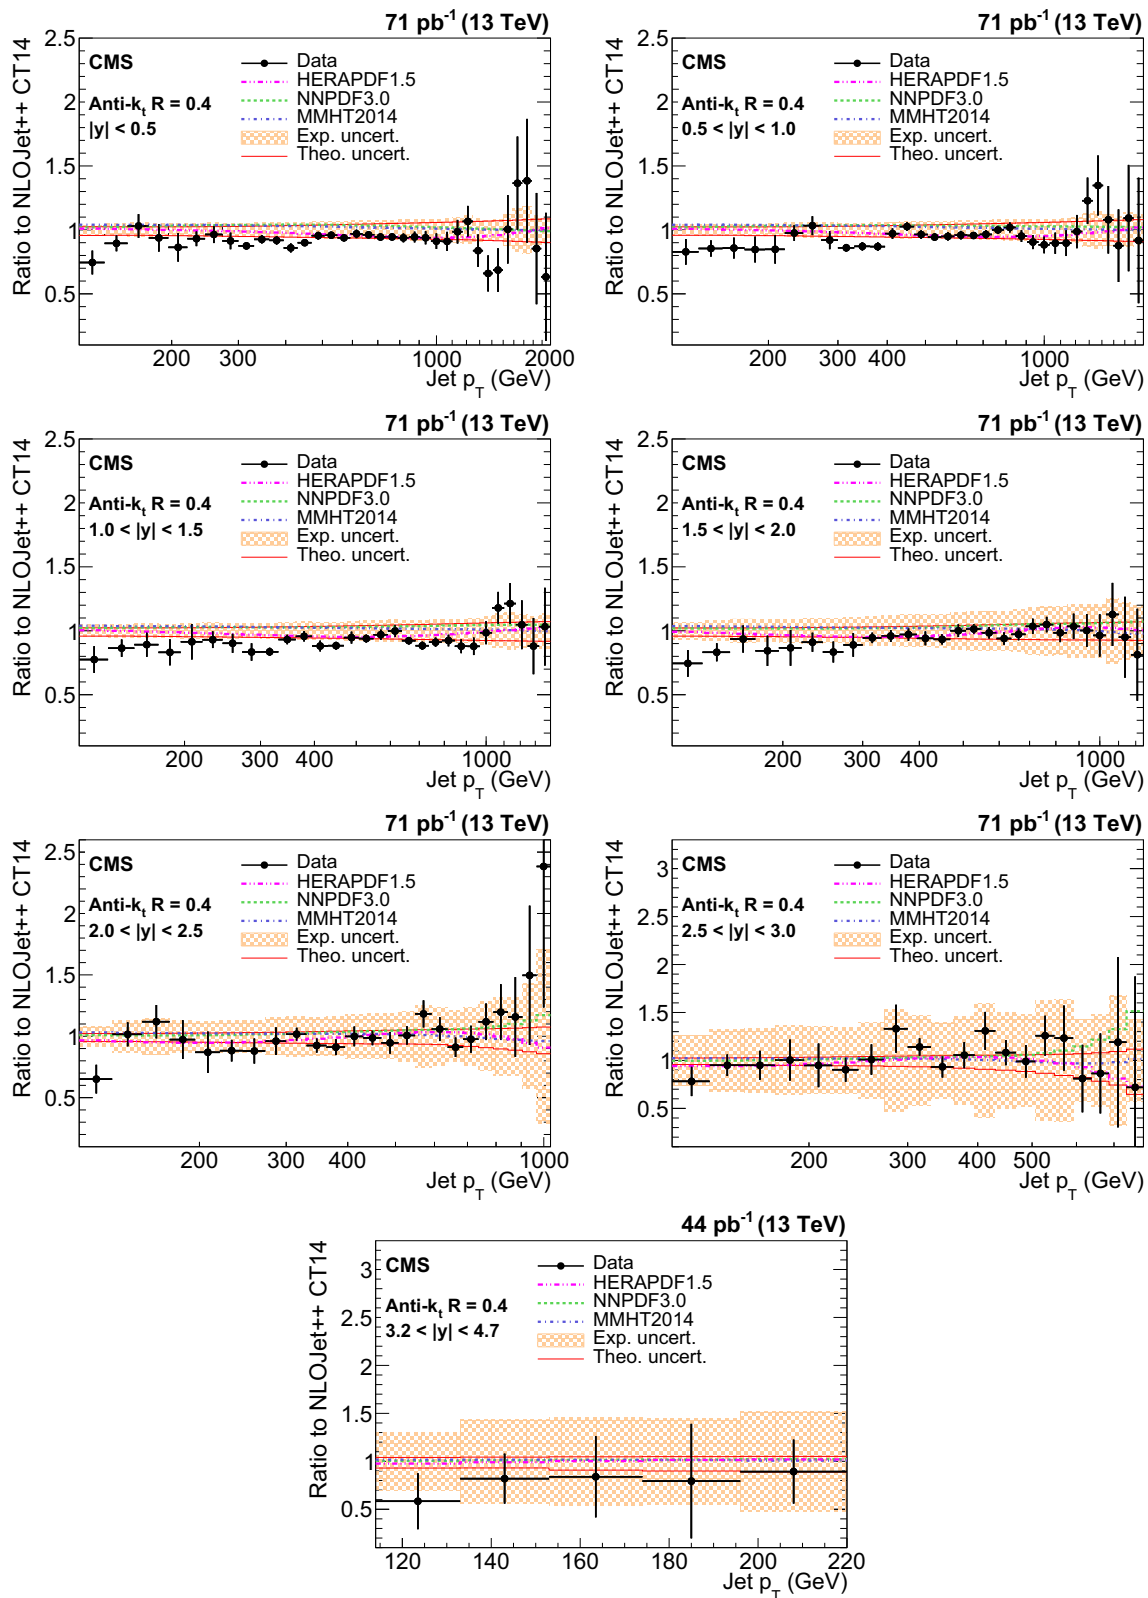 71 pb-1 (13 TeV)
Ratio to NLOJet++ CT14
2.5
2
1.5
1
0.5
CMS
Anti-kt R = 0.4
|y| < 0.5
Data
HERAPDF1.5
NNPDF3.0
MMHT2014
Exp. uncert.
Theo. uncert.
200
300
1000
2000
Jet pT (GeV)
71 pb-1 (13 TeV)
Ratio to NLOJet++ CT14
2.5
2
1.5
1
0.5
CMS
Anti-kt R = 0.4
0.5 < |y| < 1.0
Data
HERAPDF1.5
NNPDF3.0
MMHT2014
Exp. uncert.
Theo. uncert.
200
300
400
1000
Jet pT (GeV)
71 pb-1 (13 TeV)
Ratio to NLOJet++ CT14
2.5
2
1.5
1
0.5
CMS
Anti-kt R = 0.4
1.0 < |y| < 1.5
Data
HERAPDF1.5
NNPDF3.0
MMHT2014
Exp. uncert.
Theo. uncert.
200
300
400
1000
Jet pT (GeV)
71 pb-1 (13 TeV)
Ratio to NLOJet++ CT14
2.5
2
1.5
1
0.5
CMS
Anti-kt R = 0.4
1.5 < |y| < 2.0
Data
HERAPDF1.5
NNPDF3.0
MMHT2014
Exp. uncert.
Theo. uncert.
200
300
400
1000
Jet pT (GeV)
71 pb-1 (13 TeV)
Ratio to NLOJet++ CT14
2.5
2
1.5
1
0.5
CMS
Anti-kt R = 0.4
2.0 < |y| < 2.5
Data
HERAPDF1.5
NNPDF3.0
MMHT2014
Exp. uncert.
Theo. uncert.
200
300
400
1000
Jet pT (GeV)
71 pb-1 (13 TeV)
Ratio to NLOJet++ CT14
3
2.5
2
1.5
1
0.5
CMS
Anti-kt R = 0.4
2.5 < |y| < 3.0
Data
HERAPDF1.5
NNPDF3.0
MMHT2014
Exp. uncert.
Theo. uncert.
200
300
400
500
Jet pT (GeV)
44 pb-1 (13 TeV)
Ratio to NLOJet++ CT14
3
2.5
2
1.5
1
0.5
CMS
Anti-kt R = 0.4
3.2 < |y| < 4.7
Data
HERAPDF1.5
NNPDF3.0
MMHT2014
Exp. uncert.
Theo. uncert.
120
140
160
180
200
220
Jet pT (GeV)